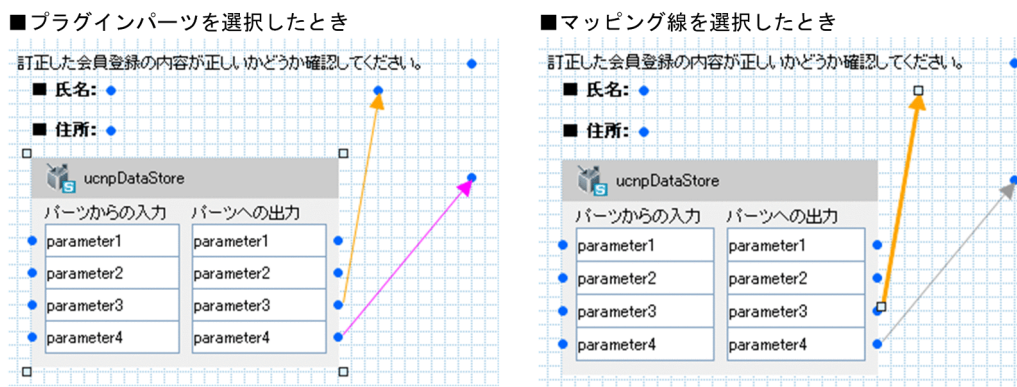 ■プラグインパーツを選択したとき
訂正した会員登録の内容が正しいかどうか確認してください。
■ 氏名:
■ 住所:
S
ucnpDataStore
パーツからの入力 パーツへの出力
parameter1 parameter1
parameter2 parameter2
parameter3 parameter3
parameter4 parameter4
■マッピング線を選択したとき
訂正した会員登録の内容が正しいかどうか確認してください。
■ 氏名:
■ 住所:
S
ucnpDataStore
パーツからの入力 パーツへの出力
parameter1 parameter1
parameter2 parameter2
parameter3 parameter3
parameter4 parameter4